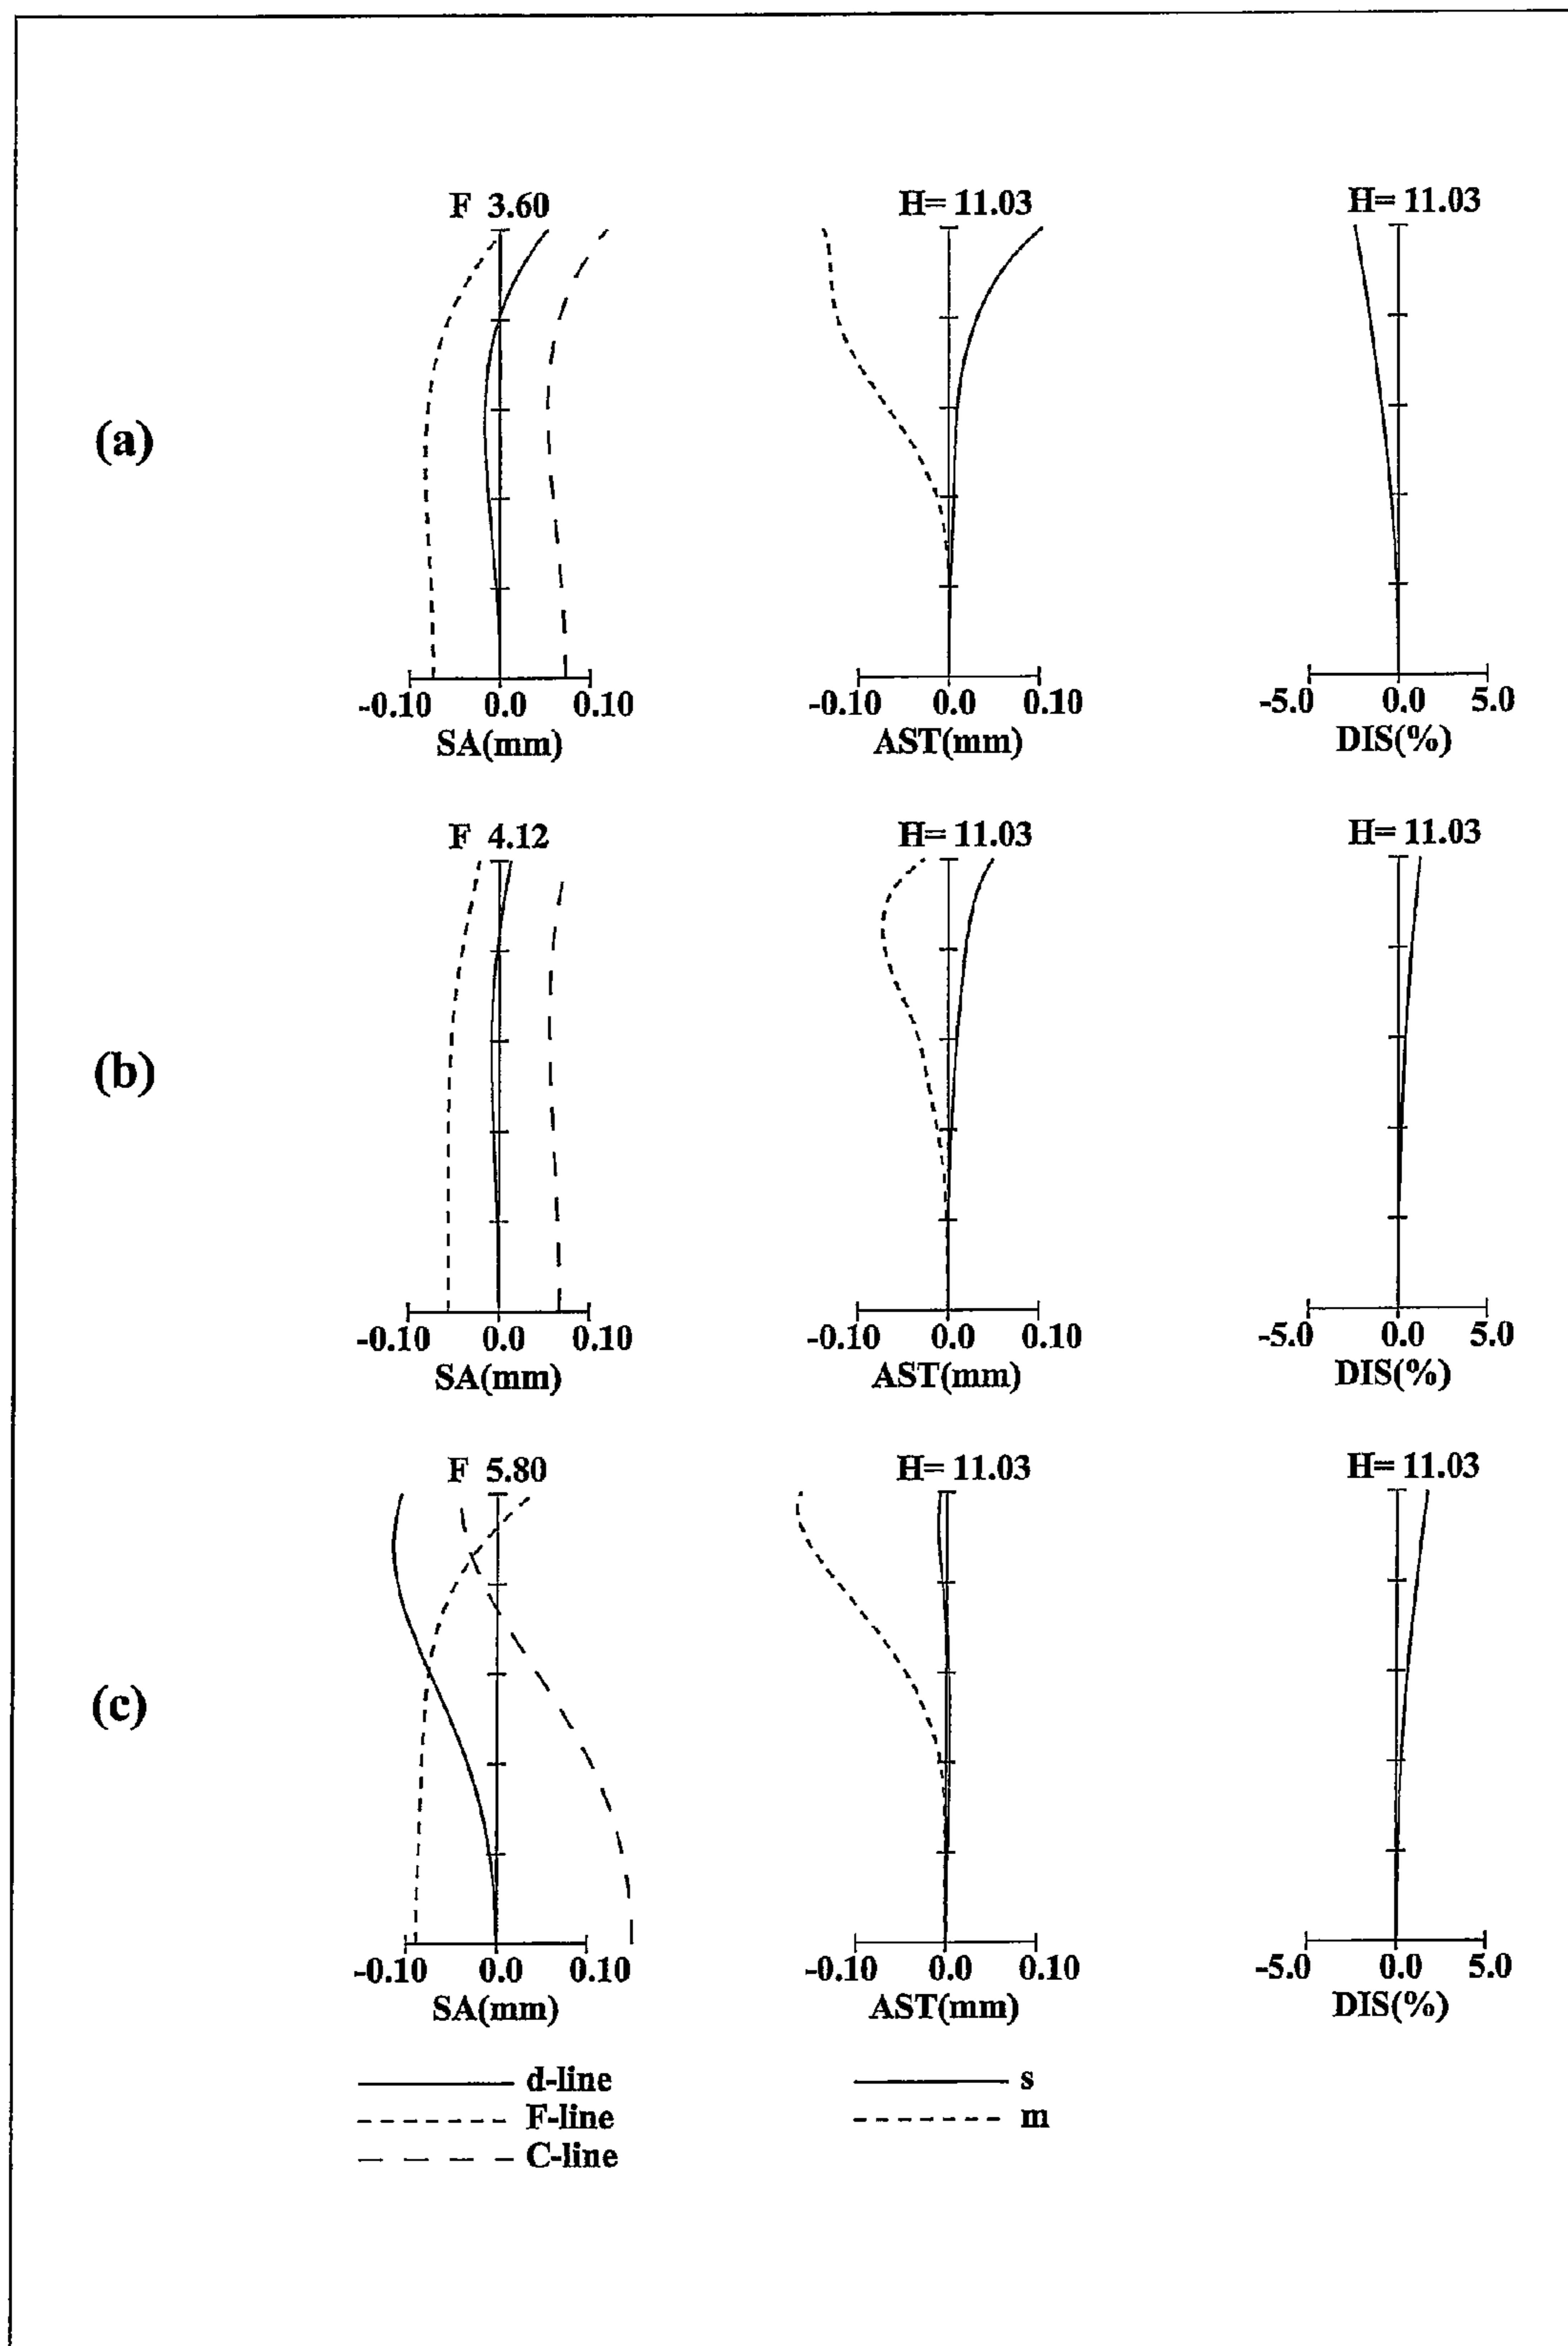 F 3.60
H= 11.03
H= 11.03
(a)
-0.10 0.0 0.10
SA(mm)
-0.10 0.0 0.10
AST(mm)
-5.0 0.0 5.0
DIS(%)
F 4.12
H= 11.03
H= 11.03
(b)
-0.10 0.0 0.10
SA(mm)
-0.10 0.0 0.10
AST(mm)
-5.0 0.0 5.0
DIS(%)
F 5.80
H= 11.03
H= 11.03
(c)
-0.10 0.0 0.10
SA(mm)
-0.10 0.0 0.10
AST(mm)
-5.0 0.0 5.0
DIS(%)
d-line
F-line
C-line
s
m